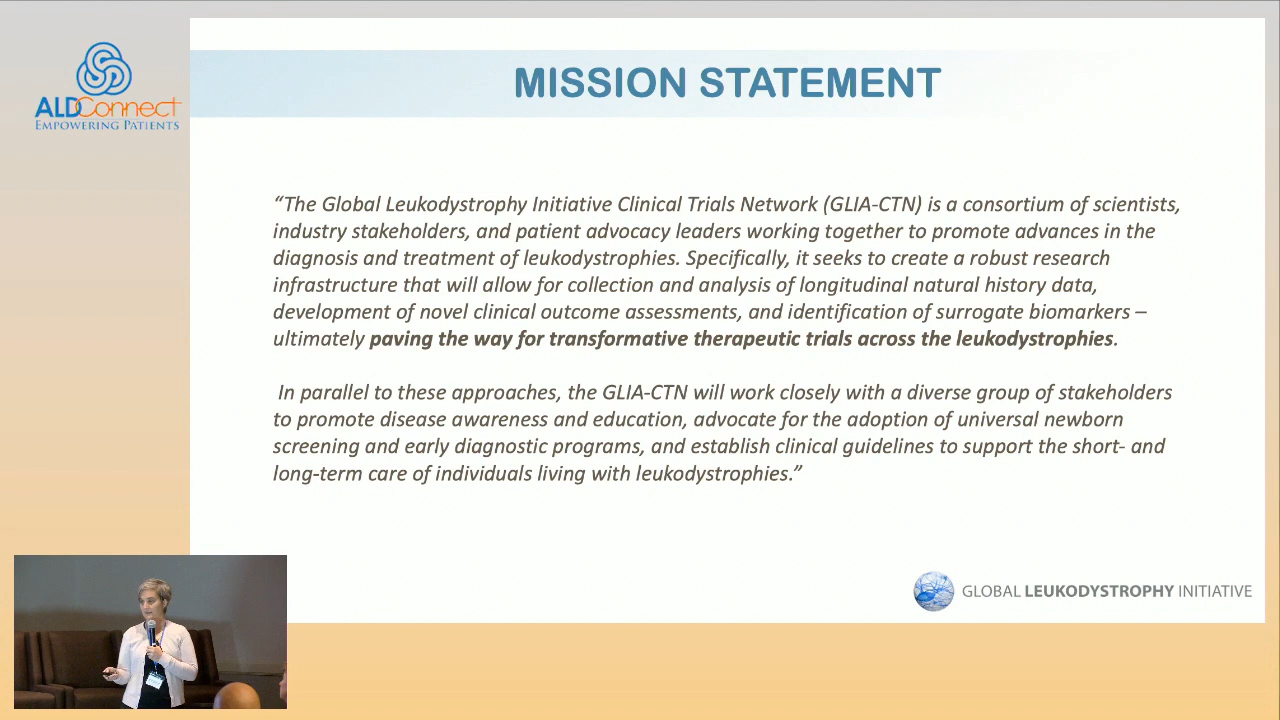 ALDConnect
EMPOWERING PATIENTS
MISSION STATEMENT
“The Global Leukodystrophy Initiative Clinical Trials Network (GLIA-CTN) is a consortium of scientists,
industry stakeholders, and patient advocacy leaders working together to promote advances in the
diagnosis and treatment of leukodystrophies. Specifically, it seeks to create a robust research
infrastructure that will allow for collection and analysis of longitudinal natural history data,
development of novel clinical outcome assessments, and identification of surrogate biomarkers –
ultimately paving the way for transformative therapeutic trials across the leukodystrophies.
In parallel to these approaches, the GLIA-CTN will work closely with a diverse group of stakeholders
to promote disease awareness and education, advocate for the adoption of universal newborn
screening and early diagnostic programs, and establish clinical guidelines to support the short- and
long-term care of individuals living with leukodystrophies.”
GLOBAL LEUKODYSTROPHY INITIATIVE